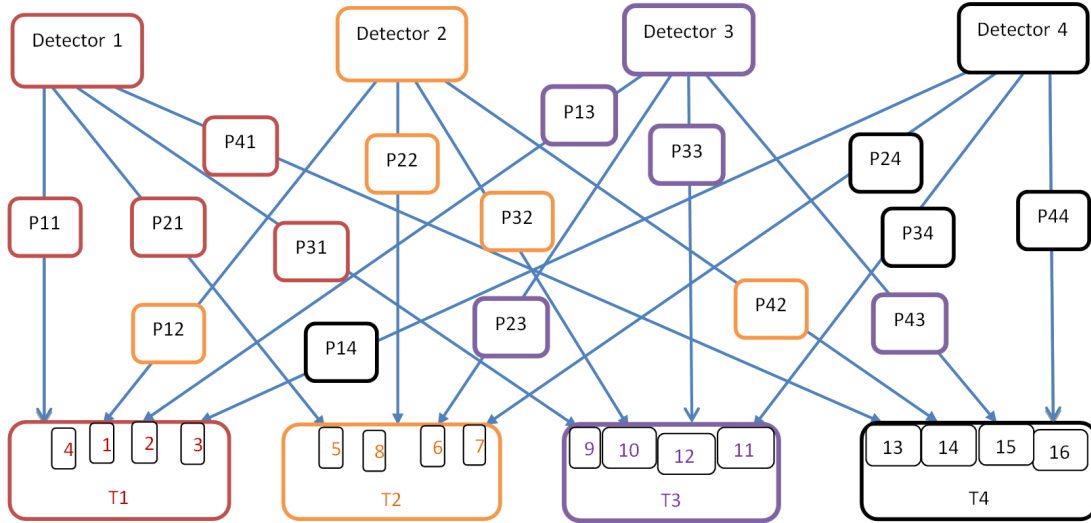 Detector 1
Detector 2
Detector 3
Detector 4
P13
P41
P22
P33
P24
P11
P21
P31
P32
P34
P44
P12
P14
P23
P42
P43
4 1 2 3
5 8 6 7
9 10 12 11
13 14 15 16
T1
T2
T3
T4